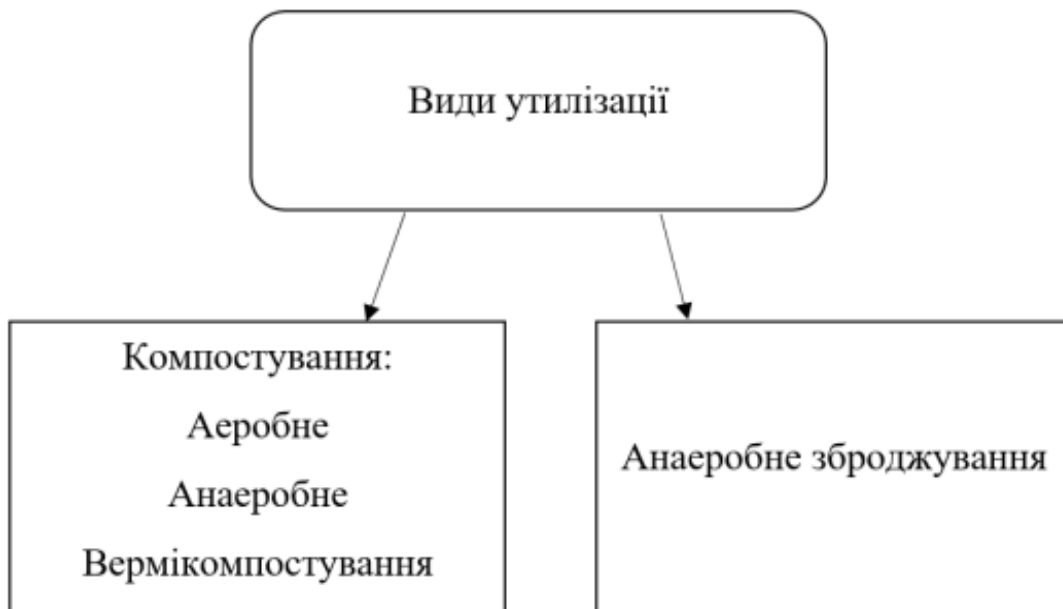 Види утилізації
Компостування:
Аеробне
Анаеробне
Вермікомпостування
Анаеробне зброджування